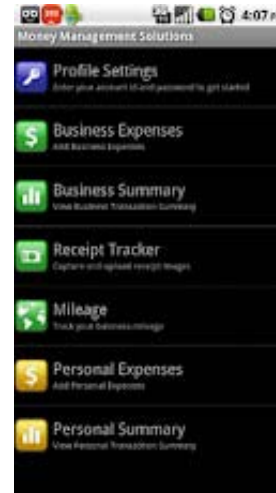 4:07
Money Management Solutions
Profile Settings
Enter your account id and password to get started
Business Expenses
Add Business Expenses
Business Summary
View Business Transaction Summary
Receipt Tracker
Capture and upload receipt images
Mileage
Track your business mileage
Personal Expenses
Add Personal Expenses
Personal Summary
View Personal Transaction Summary